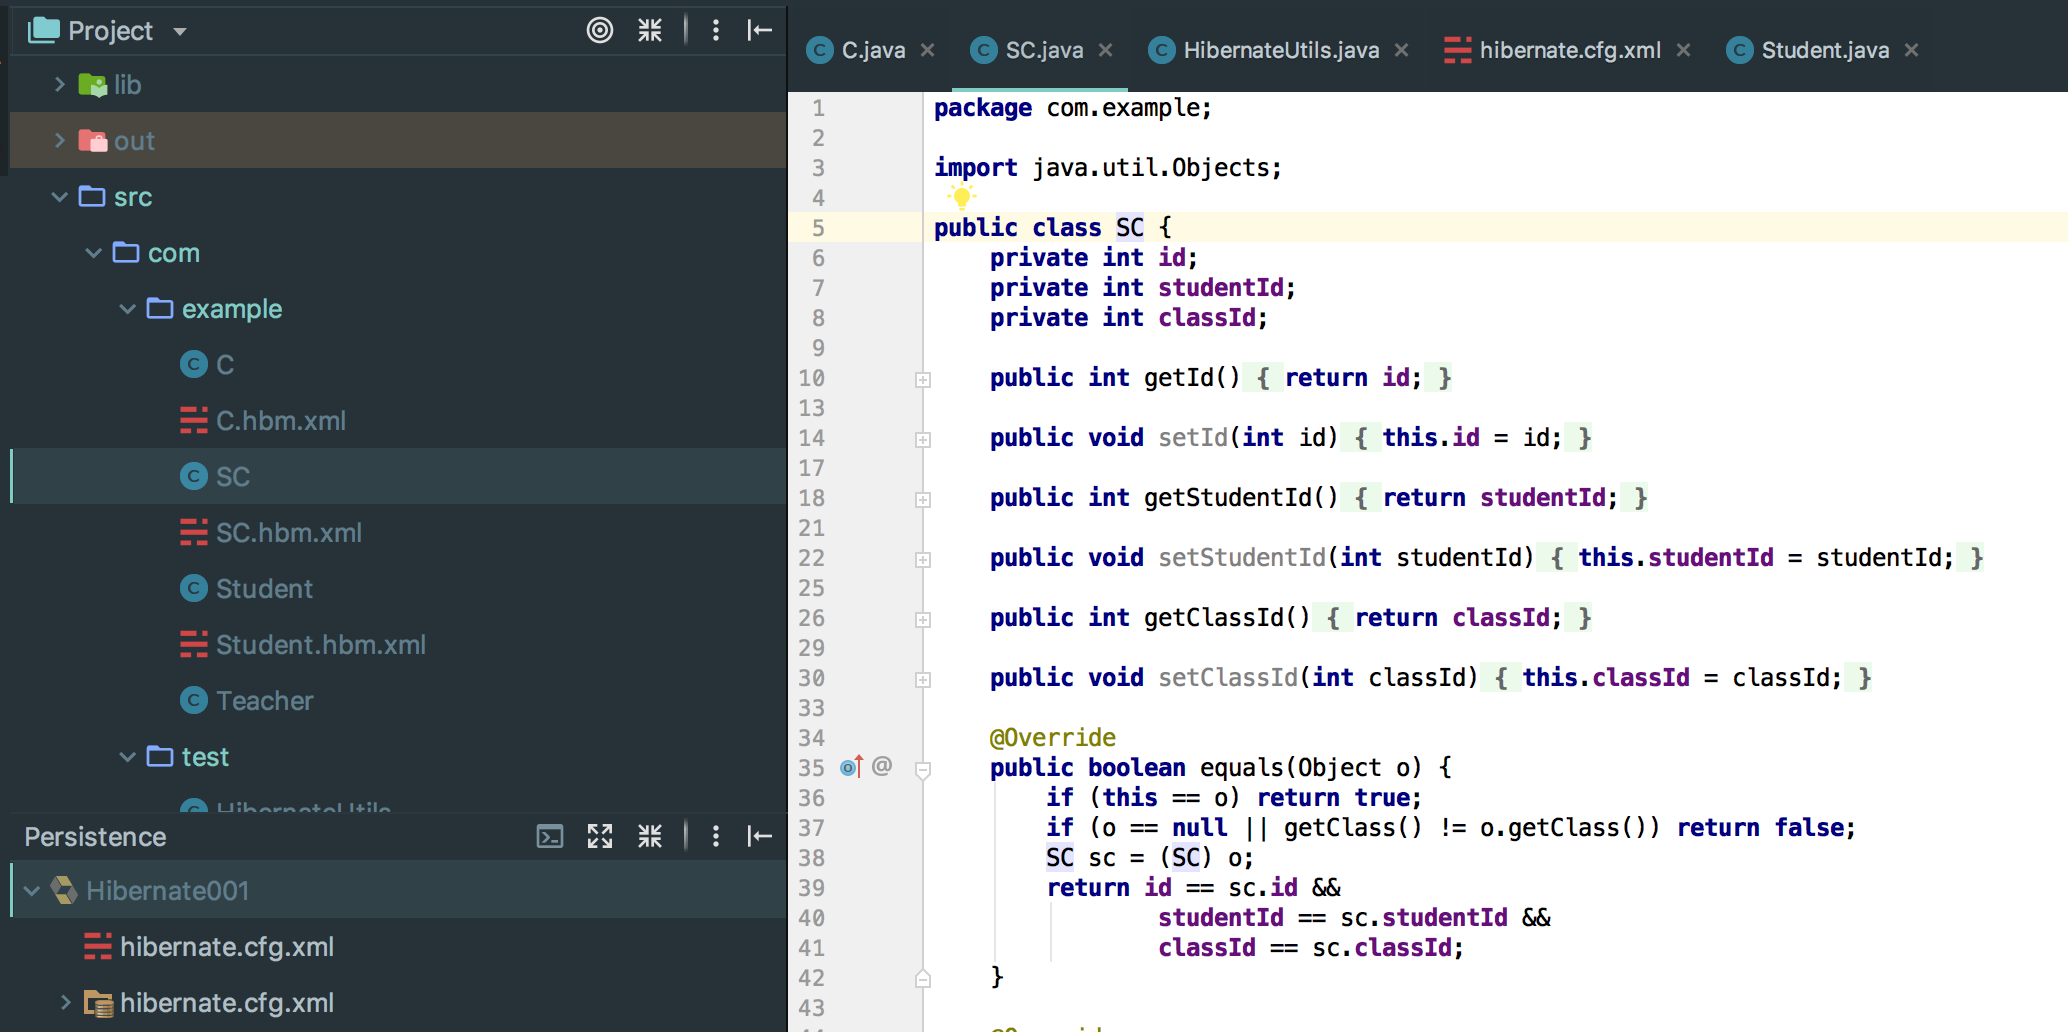 Project
lib
out
src
com
example
C
C.hbm.xml
SC
SC.hbm.xml
Student
Student.hbm.xml
Teacher
test
HibernateUtils
Persistence
Hibernate001
hibernate.cfg.xml
hibernate.cfg.xml
C.java × SC.java × HibernateUtils.java × hibernate.cfg.xml × Student.java ×
1 package com.example;
2
3 import java.util.Objects;
4
5 public class SC {
6 private int id;
7 private int studentId;
8 private int classId;
9
10 public int getId() { return id; }
13
14 public void setId(int id) { this.id = id; }
17
18 public int getStudentId() { return studentId; }
21
22 public void setStudentId(int studentId) { this.studentId = studentId; }
25
26 public int getClassId() { return classId; }
29
30 public void setClassId(int classId) { this.classId = classId; }
33
34 @Override
35 @ public boolean equals(Object o) {
36 if (this == o) return true;
37 if (o == null || getClass() != o.getClass()) return false;
38 SC sc = (SC) o;
39 return id == sc.id &&
40 studentId == sc.studentId &&
41 classId == sc.classId;
42 }
43